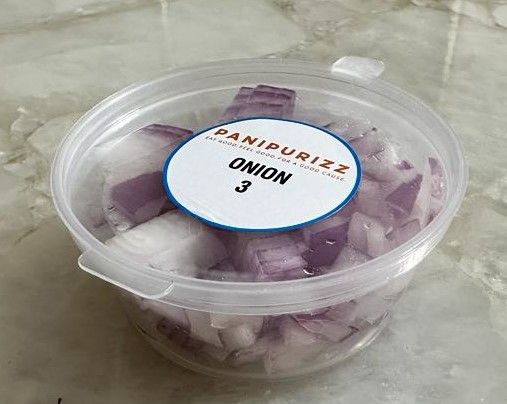 PANIPURIZZ
EAT GOOD.FEEL GOOD.FOR A GOOD CAUSE.
ONION
3